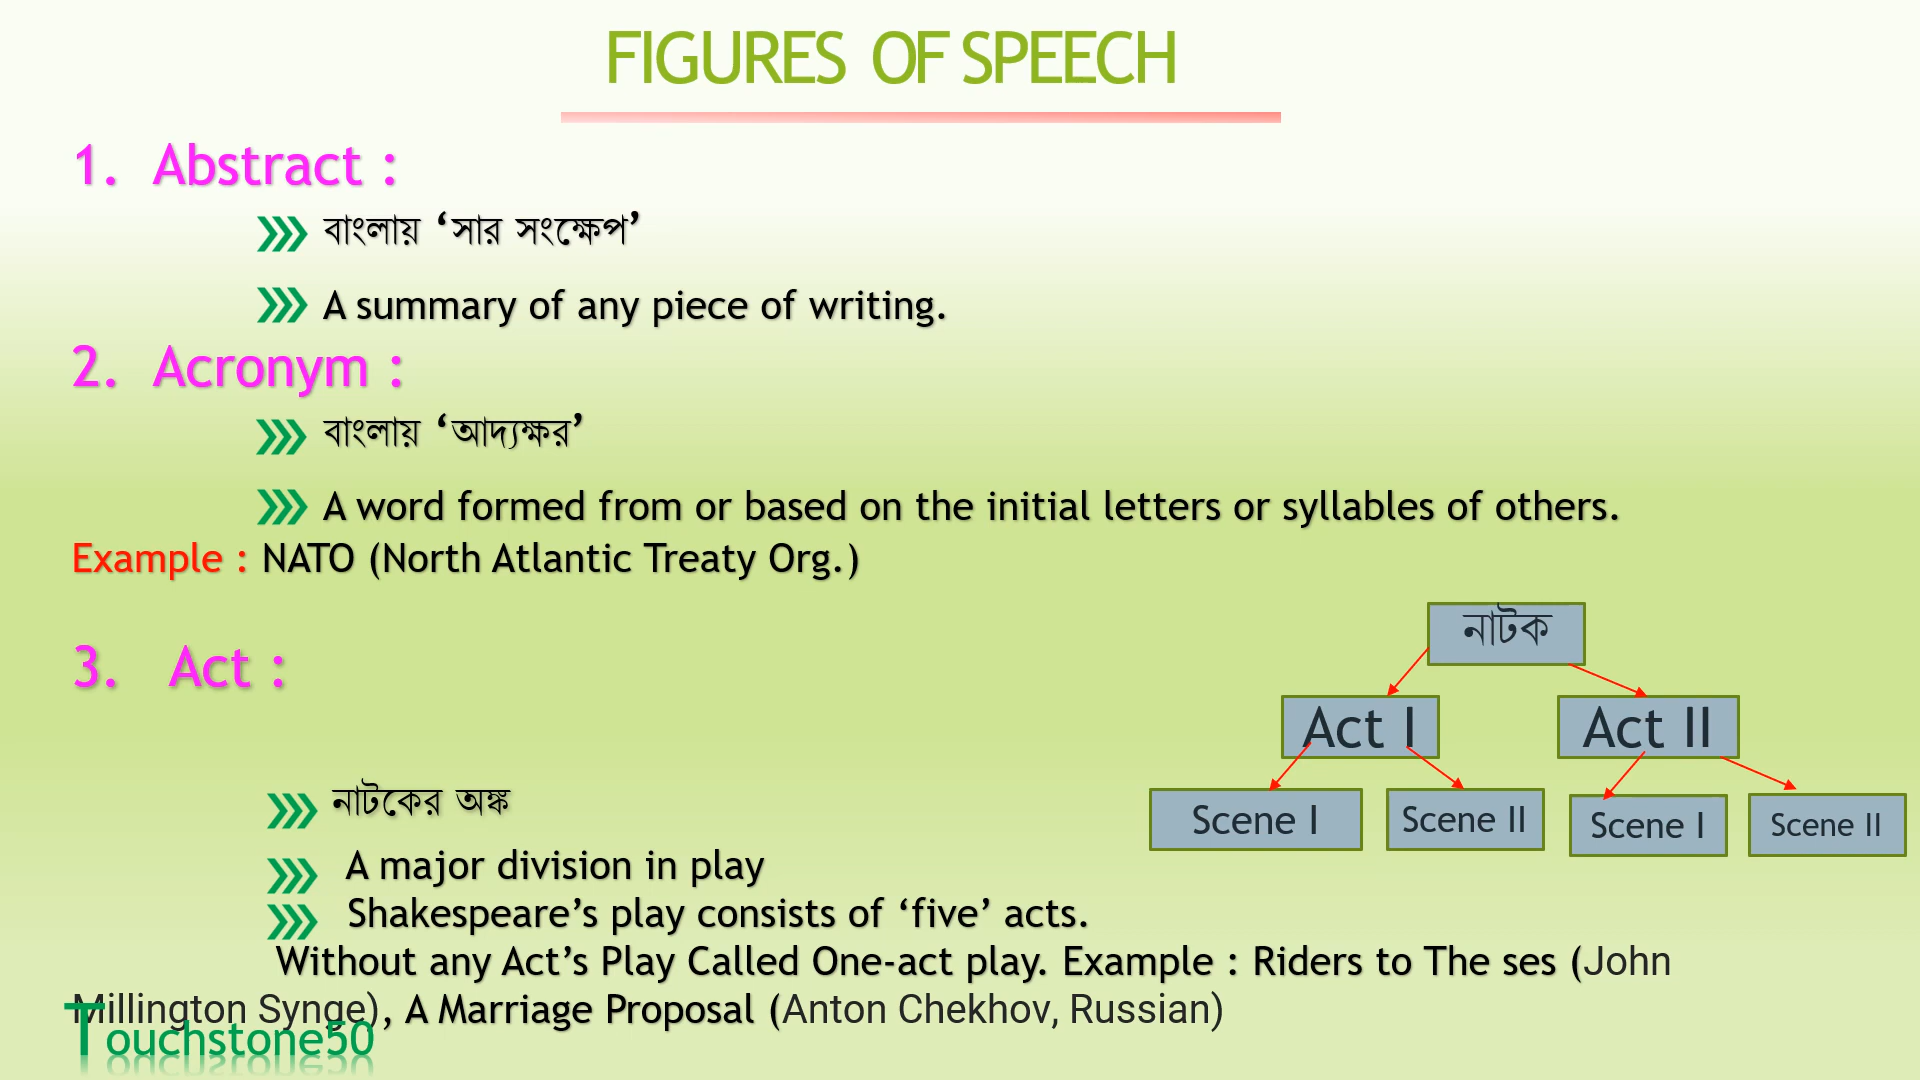 FIGURES OF SPEECH
1. Abstract :
বাংলায় ‘সার সংক্ষেপ’
A summary of any piece of writing.
2. Acronym :
বাংলায় ‘আদ্যক্ষর’
A word formed from or based on the initial letters or syllables of others.
Example : NATO (North Atlantic Treaty Org.)
3. Act :
নাটক
Act I
Act II
Scene I
Scene II
Scene I
Scene II
নাটকের অঙ্ক
A major division in play
Shakespeare’s play consists of ‘five’ acts.
Without any Act’s Play Called One-act play. Example : Riders to The ses (John
Millington Synge), A Marriage Proposal (Anton Chekhov, Russian)
Touchstone50